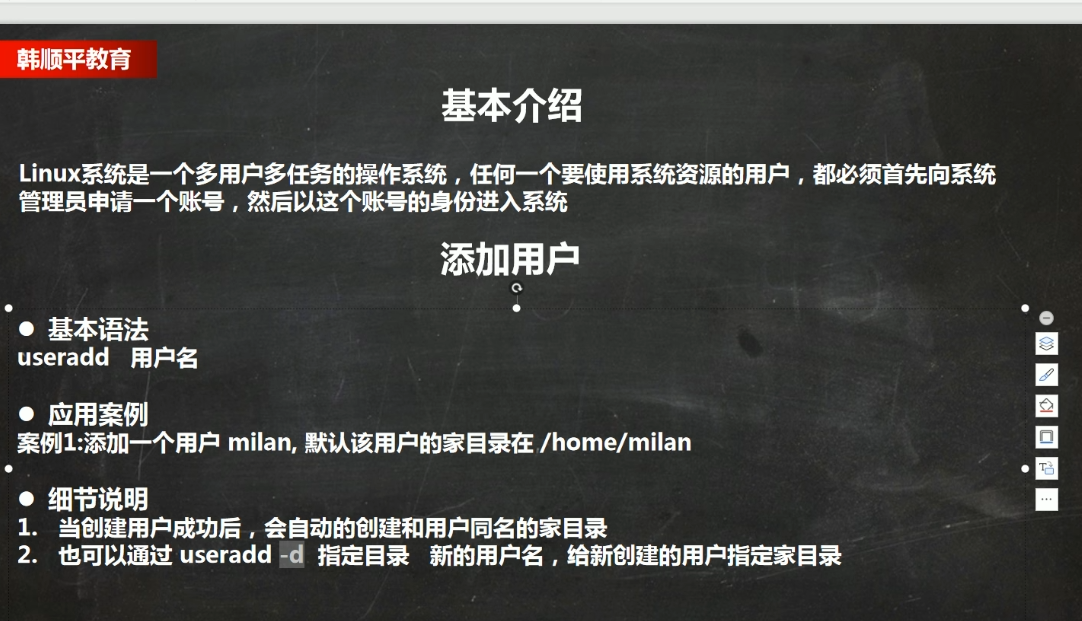 韩顺平教育
基本介绍
Linux系统是一个多用户多任务的操作系统，任何一个要使用系统资源的用户，都必须首先向系统
管理员申请一个账号，然后以这个账号的身份进入系统
添加用户
● 基本语法
useradd 用户名
● 应用案例
案例1:添加一个用户 milan, 默认该用户的家目录在 /home/milan
● 细节说明
1. 当创建用户成功后，会自动的创建和用户同名的家目录
2. 也可以通过 useradd -d 指定目录 新的用户名，给新创建的用户指定家目录